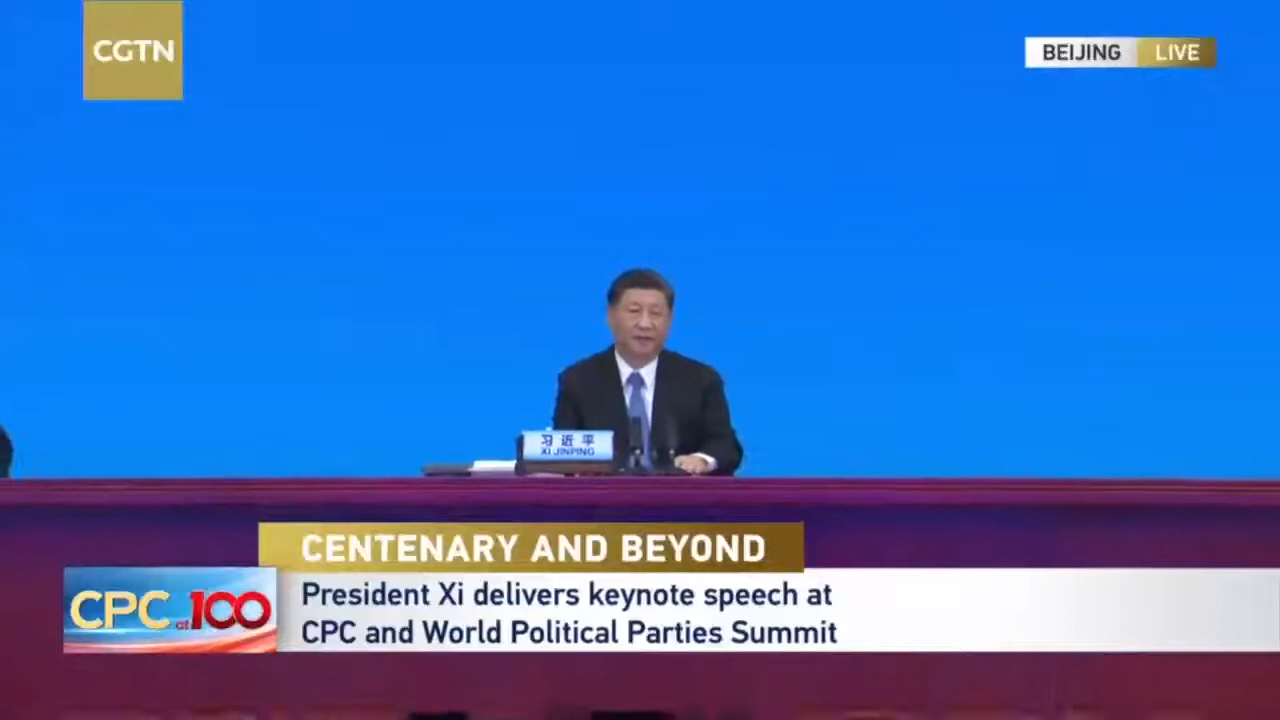 CGTN
BEIJING LIVE
习近平
XI JINPING
CENTENARY AND BEYOND
CPC at 100
President Xi delivers keynote speech at
CPC and World Political Parties Summit